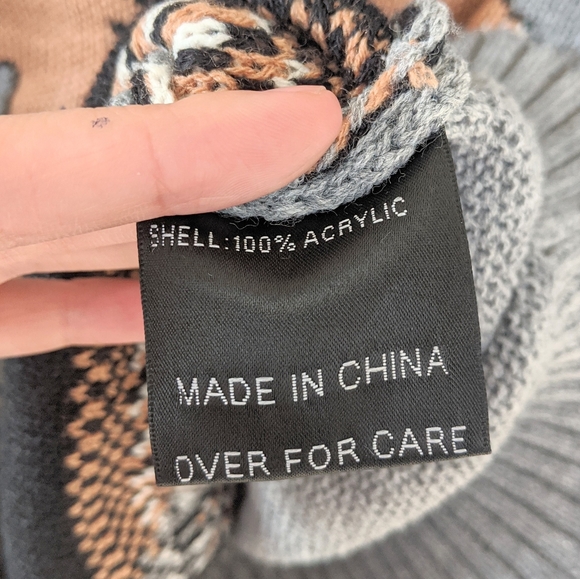 SHELL:100% ACRYLIC
MADE IN CHINA
OVER FOR CARE